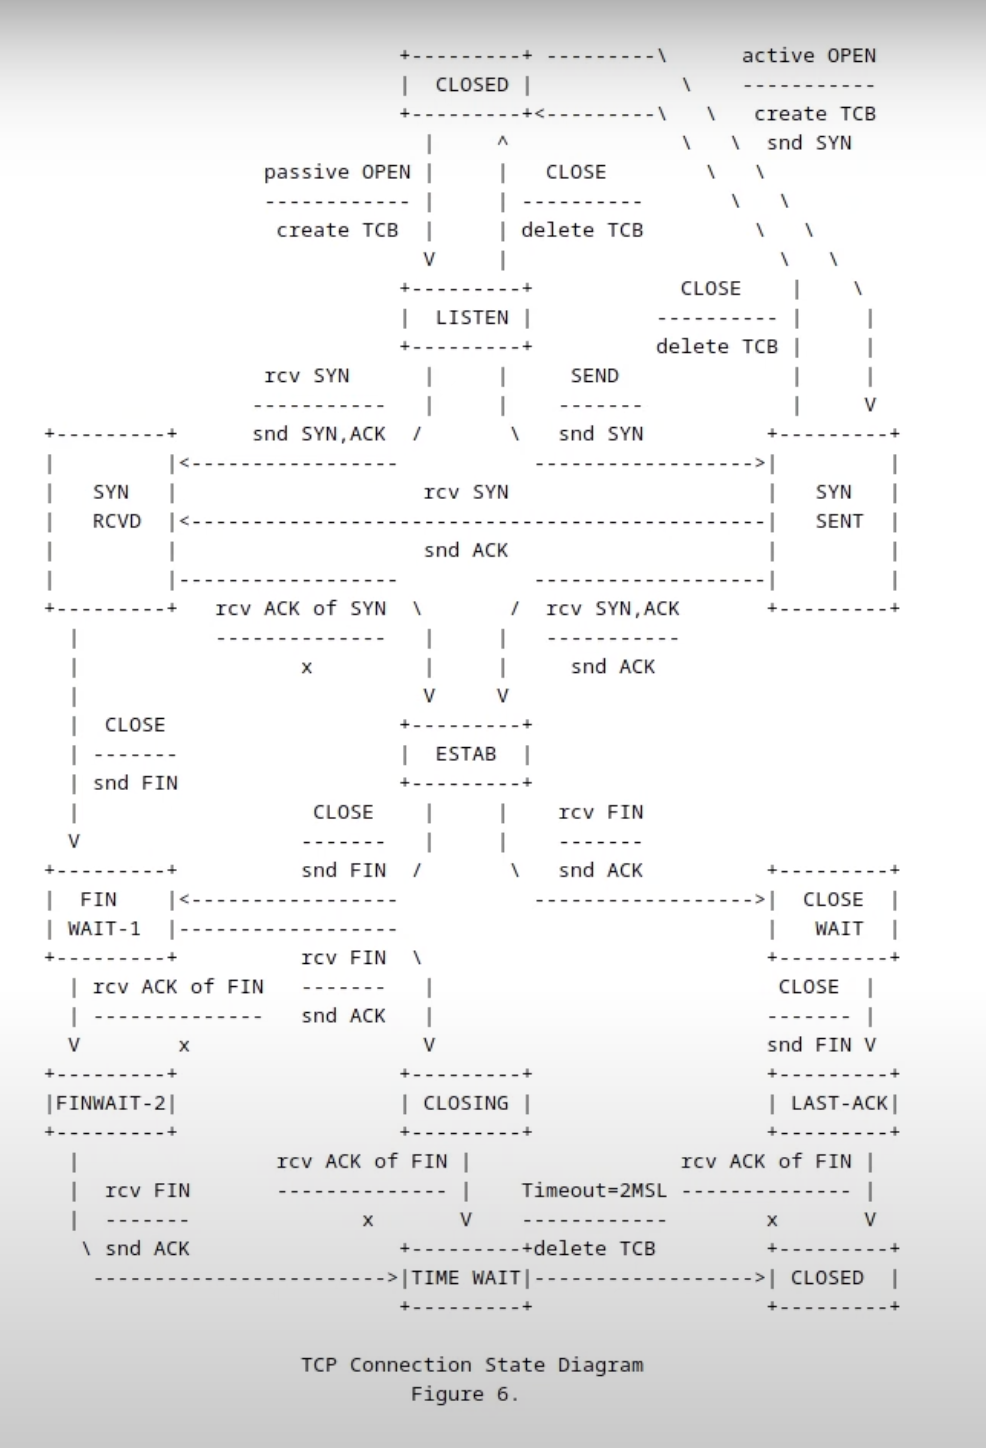 +---------+ ---------\      active OPEN
|  CLOSED |            \    -----------
+---------+<---------\   \   create TCB
  |     ^              \   \  snd SYN
passive OPEN |     |   CLOSE        \   \
------------ |     | ----------       \   \
create TCB  |     | delete TCB         \   \
V     |                      \   \
+---------+            CLOSE    |    \
|  LISTEN |          ---------- |     |
+---------+          delete TCB |     |
rcv SYN      |     |     SEND              |     |
-----------   |     |    -------            |     V
+---------+      snd SYN,ACK  /       \   snd SYN          +---------+
|         |<-----------------           ------------------>|         |
|   SYN   |                    rcv SYN                     |   SYN   |
|   RCVD  |<-----------------------------------------------|   SENT  |
|         |                    snd ACK                     |         |
|         |------------------           -------------------|         |
+---------+   rcv ACK of SYN  \       /  rcv SYN,ACK       +---------+
|           --------------   |     |   -----------
|                  x         |     |     snd ACK
|                            V     V
|  CLOSE                   +---------+
| -------                  |  ESTAB  |
| snd FIN                  +---------+
|                   CLOSE    |     |    rcv FIN
V                  -------   |     |    -------
+---------+          snd FIN  /       \   snd ACK          +---------+
|  FIN    |<-----------------           ------------------>|  CLOSE  |
| WAIT-1  |------------------                              |   WAIT  |
+---------+          rcv FIN  \                            +---------+
| rcv ACK of FIN   -------   |                            CLOSE  |
| --------------   snd ACK   |                           ------- |
V        x                   V                           snd FIN V
+---------+                  +---------+                   +---------+
|FINWAIT-2|                  | CLOSING |                   | LAST-ACK|
+---------+                  +---------+                   +---------+
|                rcv ACK of FIN |                 rcv ACK of FIN |
|  rcv FIN       -------------- |    Timeout=2MSL -------------- |
|  -------              x       V    ------------        x       V
\ snd ACK                 +---------+delete TCB         +---------+
------------------------>|TIME WAIT|------------------>| CLOSED  |
+---------+                   +---------+
TCP Connection State Diagram
Figure 6.